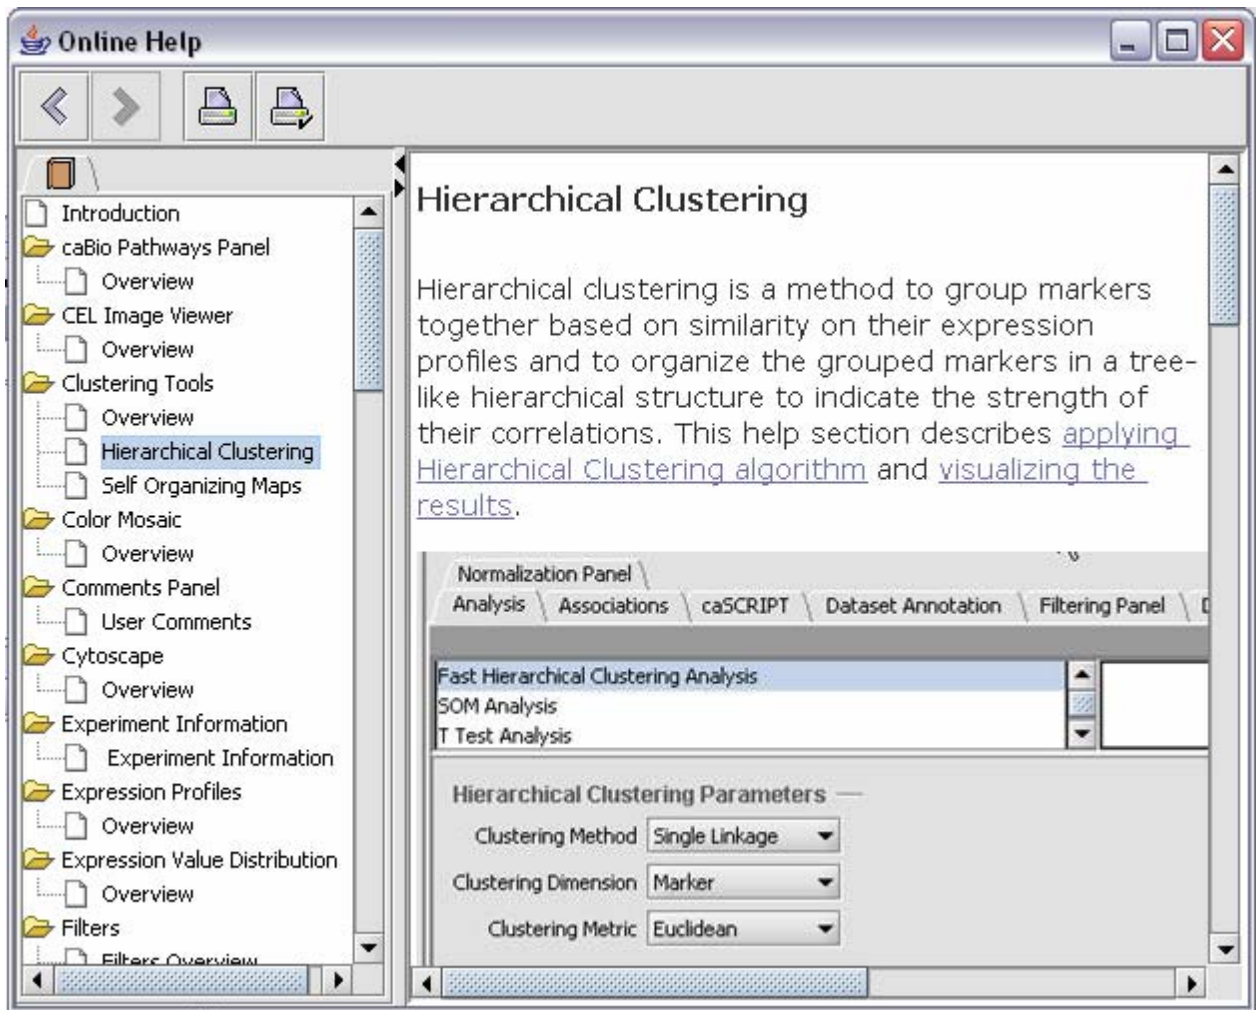 Online Help
Introduction
caBio Pathways Panel
Overview
CEL Image Viewer
Overview
Clustering Tools
Overview
Hierarchical Clustering
Self Organizing Maps
Color Mosaic
Overview
Comments Panel
User Comments
Cytoscape
Overview
Experiment Information
Experiment Information
Expression Profiles
Overview
Expression Value Distribution
Overview
Filters
Filters Overview
Hierarchical Clustering
Hierarchical clustering is a method to group markers
together based on similarity on their expression
profiles and to organize the grouped markers in a tree-
like hierarchical structure to indicate the strength of
their correlations. This help section describes applying
Hierarchical Clustering algorithm and visualizing the
results.
Normalization Panel
Analysis Associations caSCRIPT Dataset Annotation Filtering Panel
Fast Hierarchical Clustering Analysis
SOM Analysis
T Test Analysis
Hierarchical Clustering Parameters
Clustering Method Single Linkage
Clustering Dimension Marker
Clustering Metric Euclidean